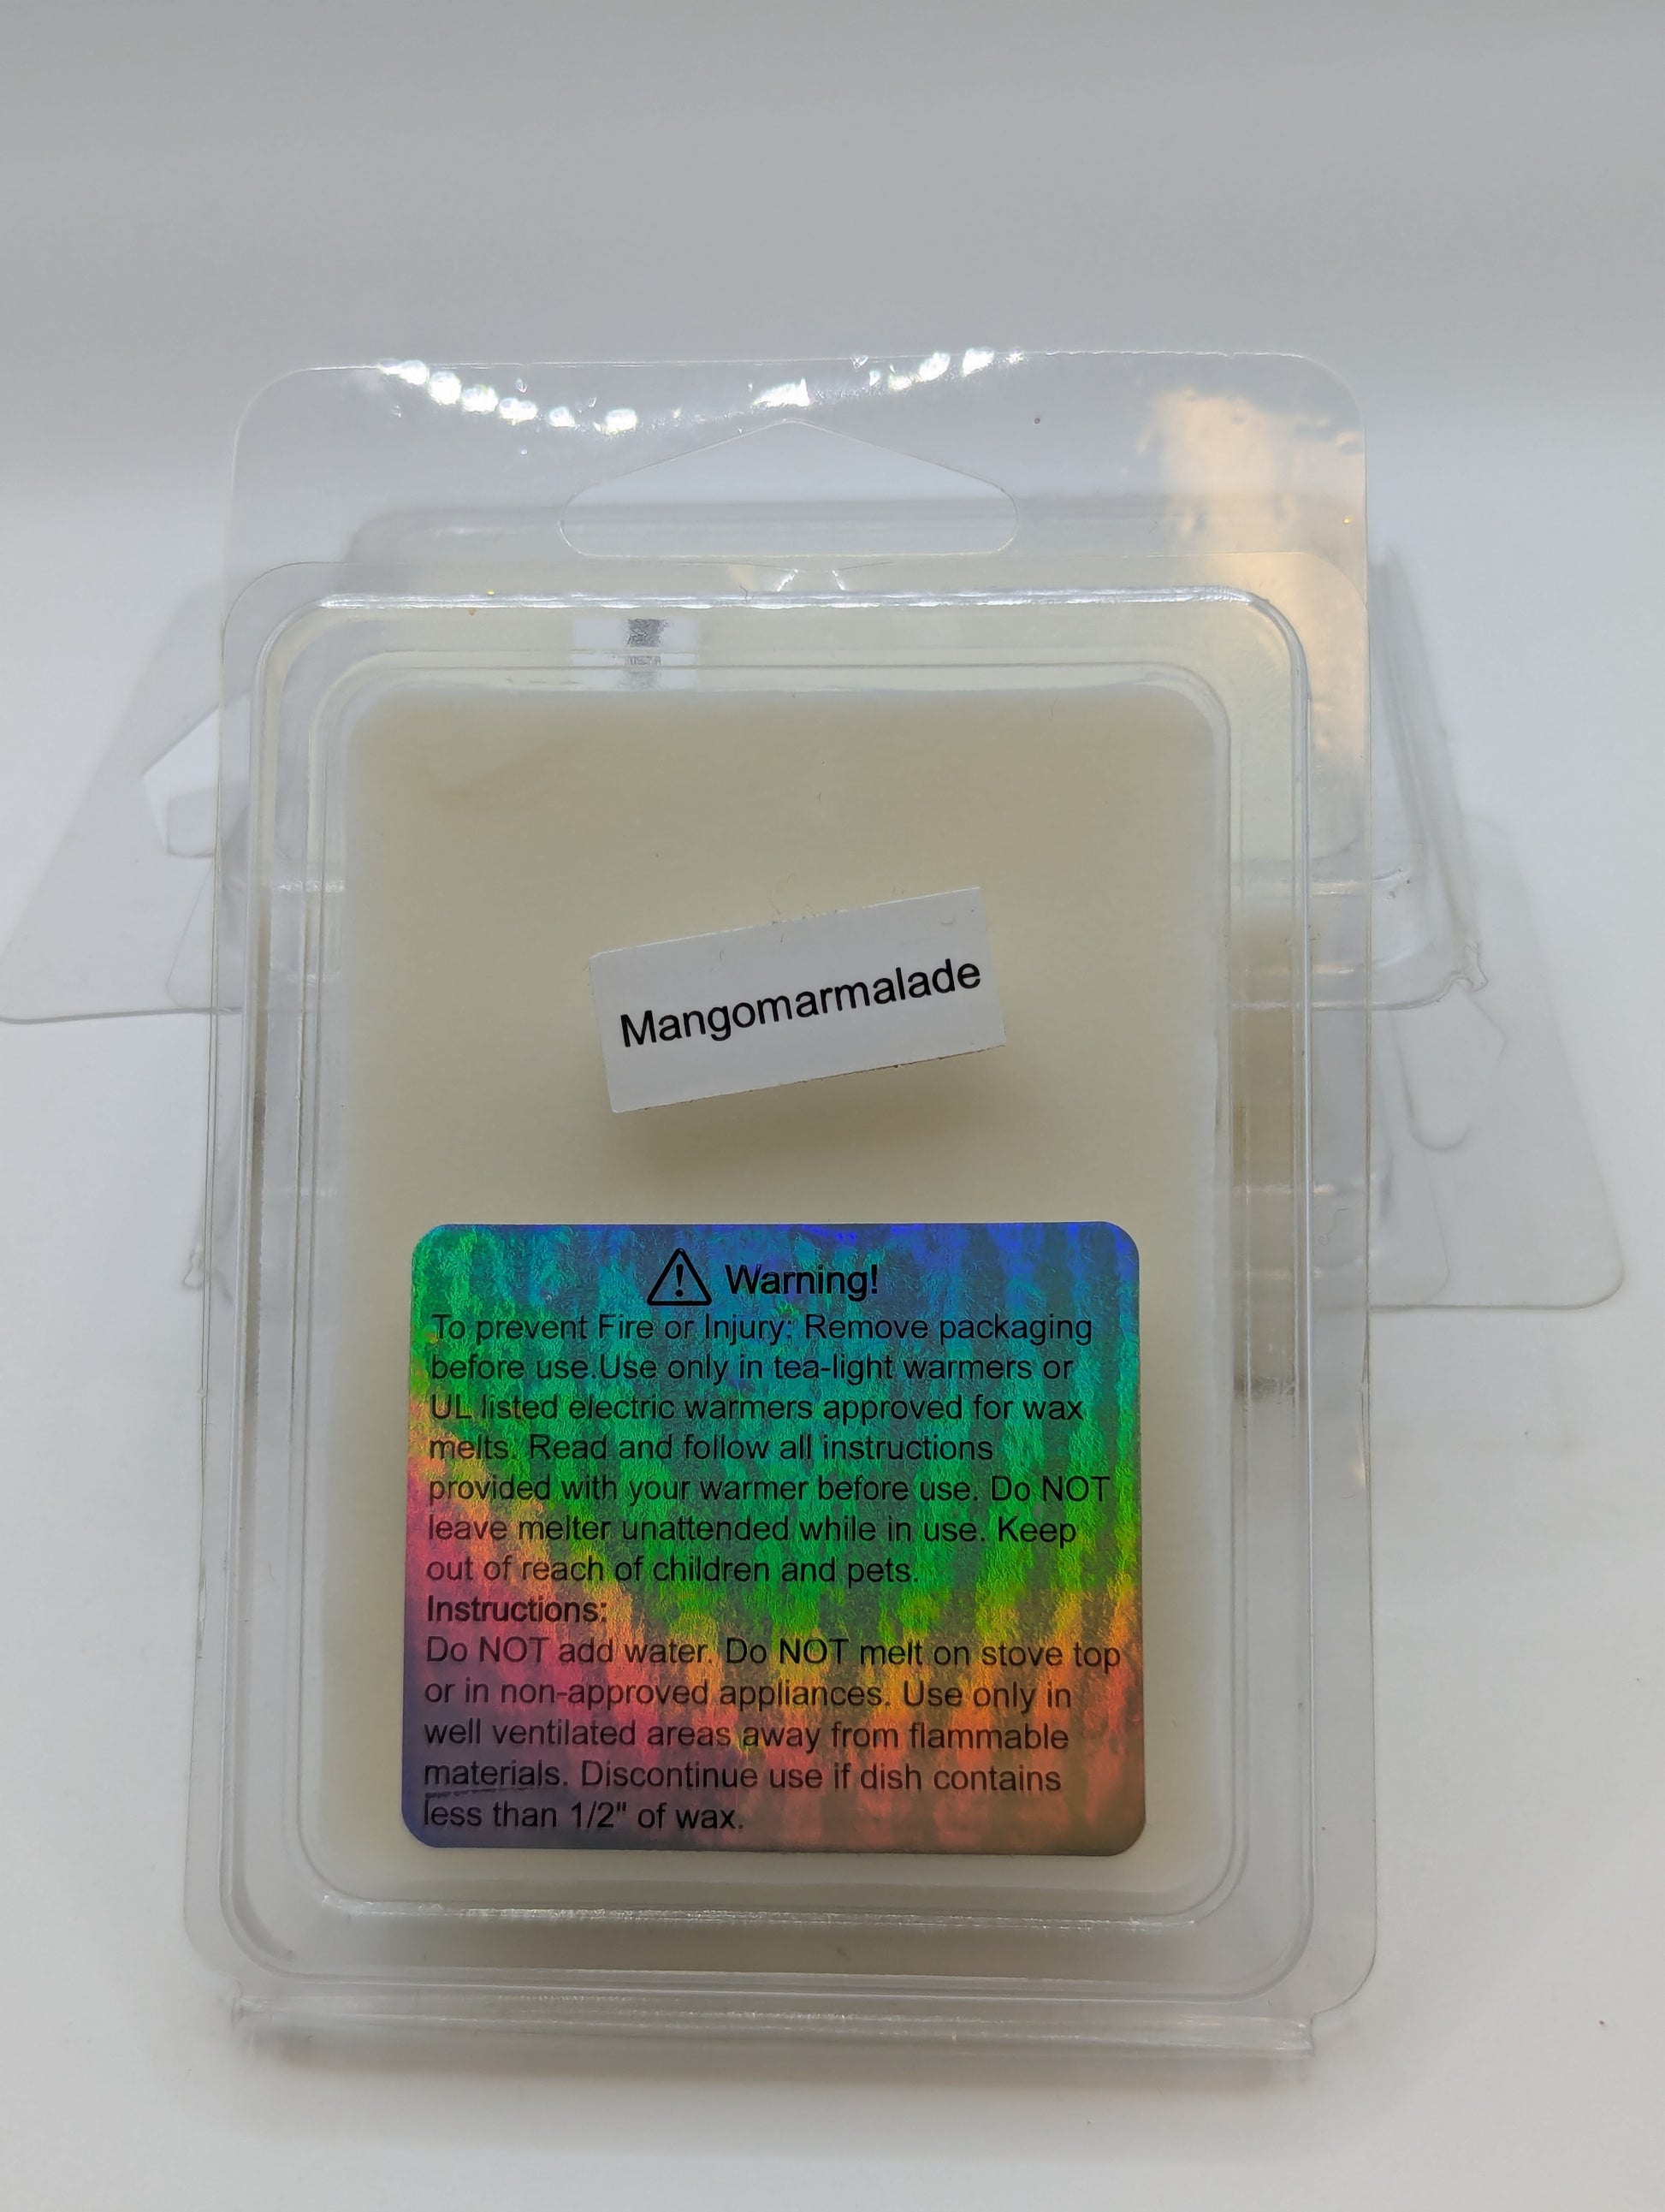 Mangomarmalade
⚠ Warning!
To prevent Fire or Injury: Remove packaging
before use.Use only in tea-light warmers or
UL listed electric warmers approved for wax
melts. Read and follow all instructions
provided with your warmer before use. Do NOT
leave melter unattended while in use. Keep
out of reach of children and pets.
Instructions:
Do NOT add water. Do NOT melt on stove top
or in non-approved appliances. Use only in
well ventilated areas away from flammable
materials. Discontinue use if dish contains
less than 1/2" of wax.